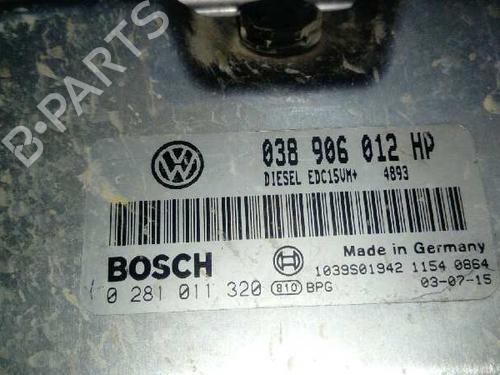 B-PARTS
038 906 012 HP
DIESEL EDC15VM+ 4893
BOSCH
Made in Germany
0 281 011 320 810 BPG
1039S01942 1154 0864
03-07-15